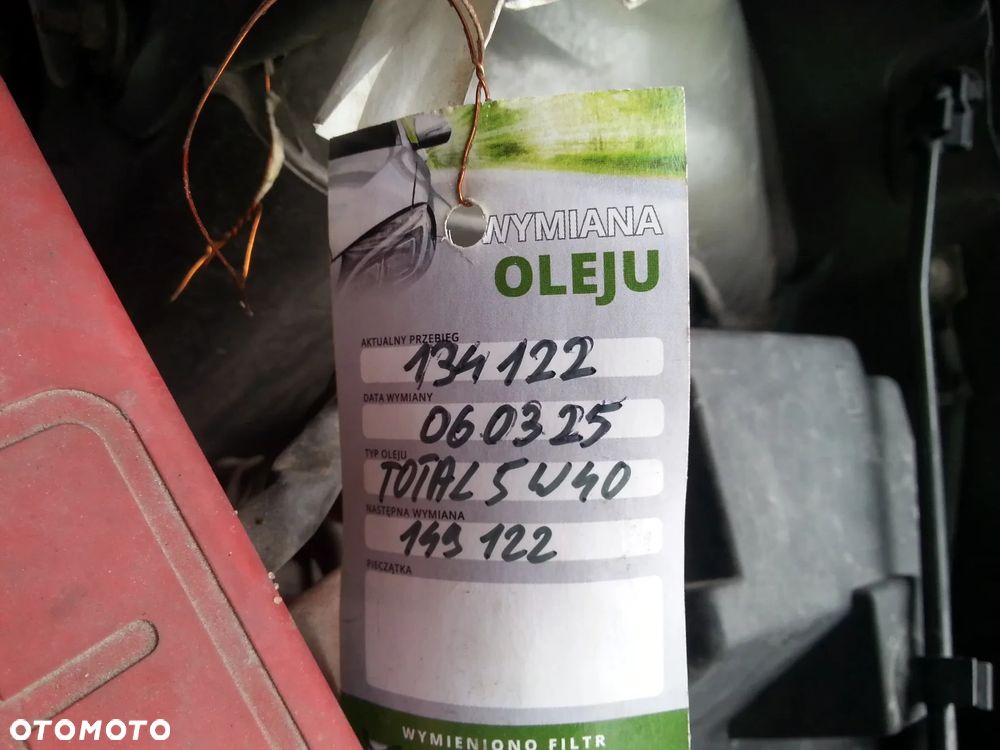 WYMIANA
OLEJU
AKTUALNY PRZEBIEG
134 122
DATA WYMIANY
06.03.25
TYP OLEJU
TOTAL 5W40
NASTĘPNA WYMIANA
149 122
PIECZĄTKA
WYMIENIONO FILTR
OTOMOTO